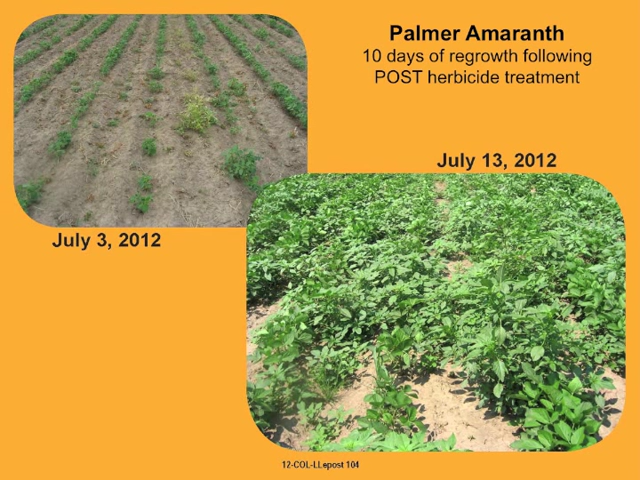 Palmer Amaranth
10 days of regrowth following
POST herbicide treatment
July 13, 2012
July 3, 2012
12-COL-LLepost 104